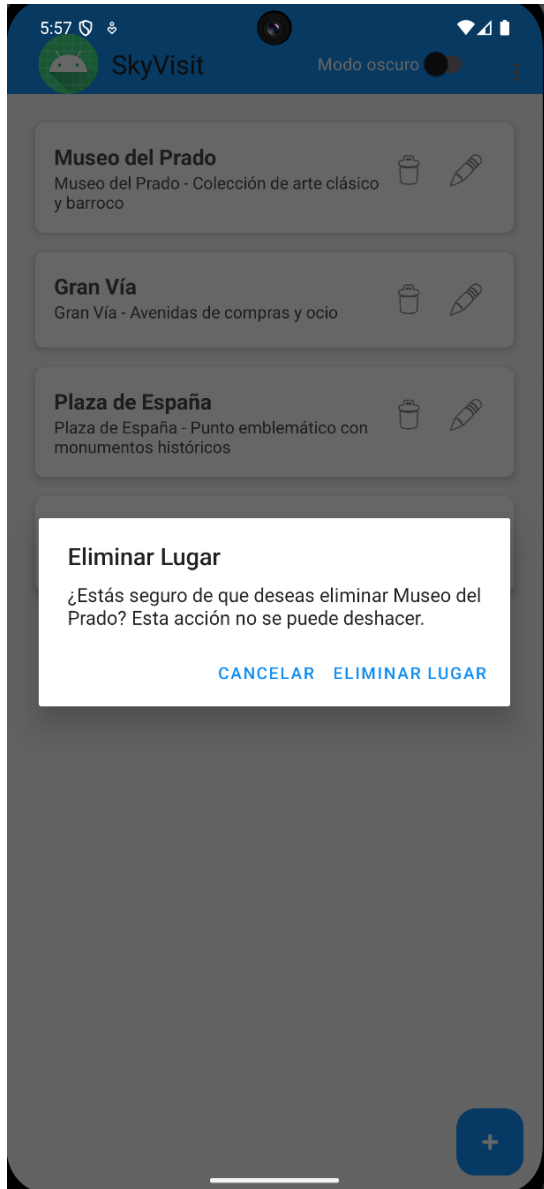 5:57
SkyVisit
Modo oscuro
Museo del Prado
Museo del Prado - Colección de arte clásico
y barroco
Gran Vía
Gran Vía - Avenidas de compras y ocio
Plaza de España
Plaza de España - Punto emblemático con
monumentos históricos
Eliminar Lugar
¿Estás seguro de que deseas eliminar Museo del
Prado? Esta acción no se puede deshacer.
CANCELAR ELIMINAR LUGAR
+